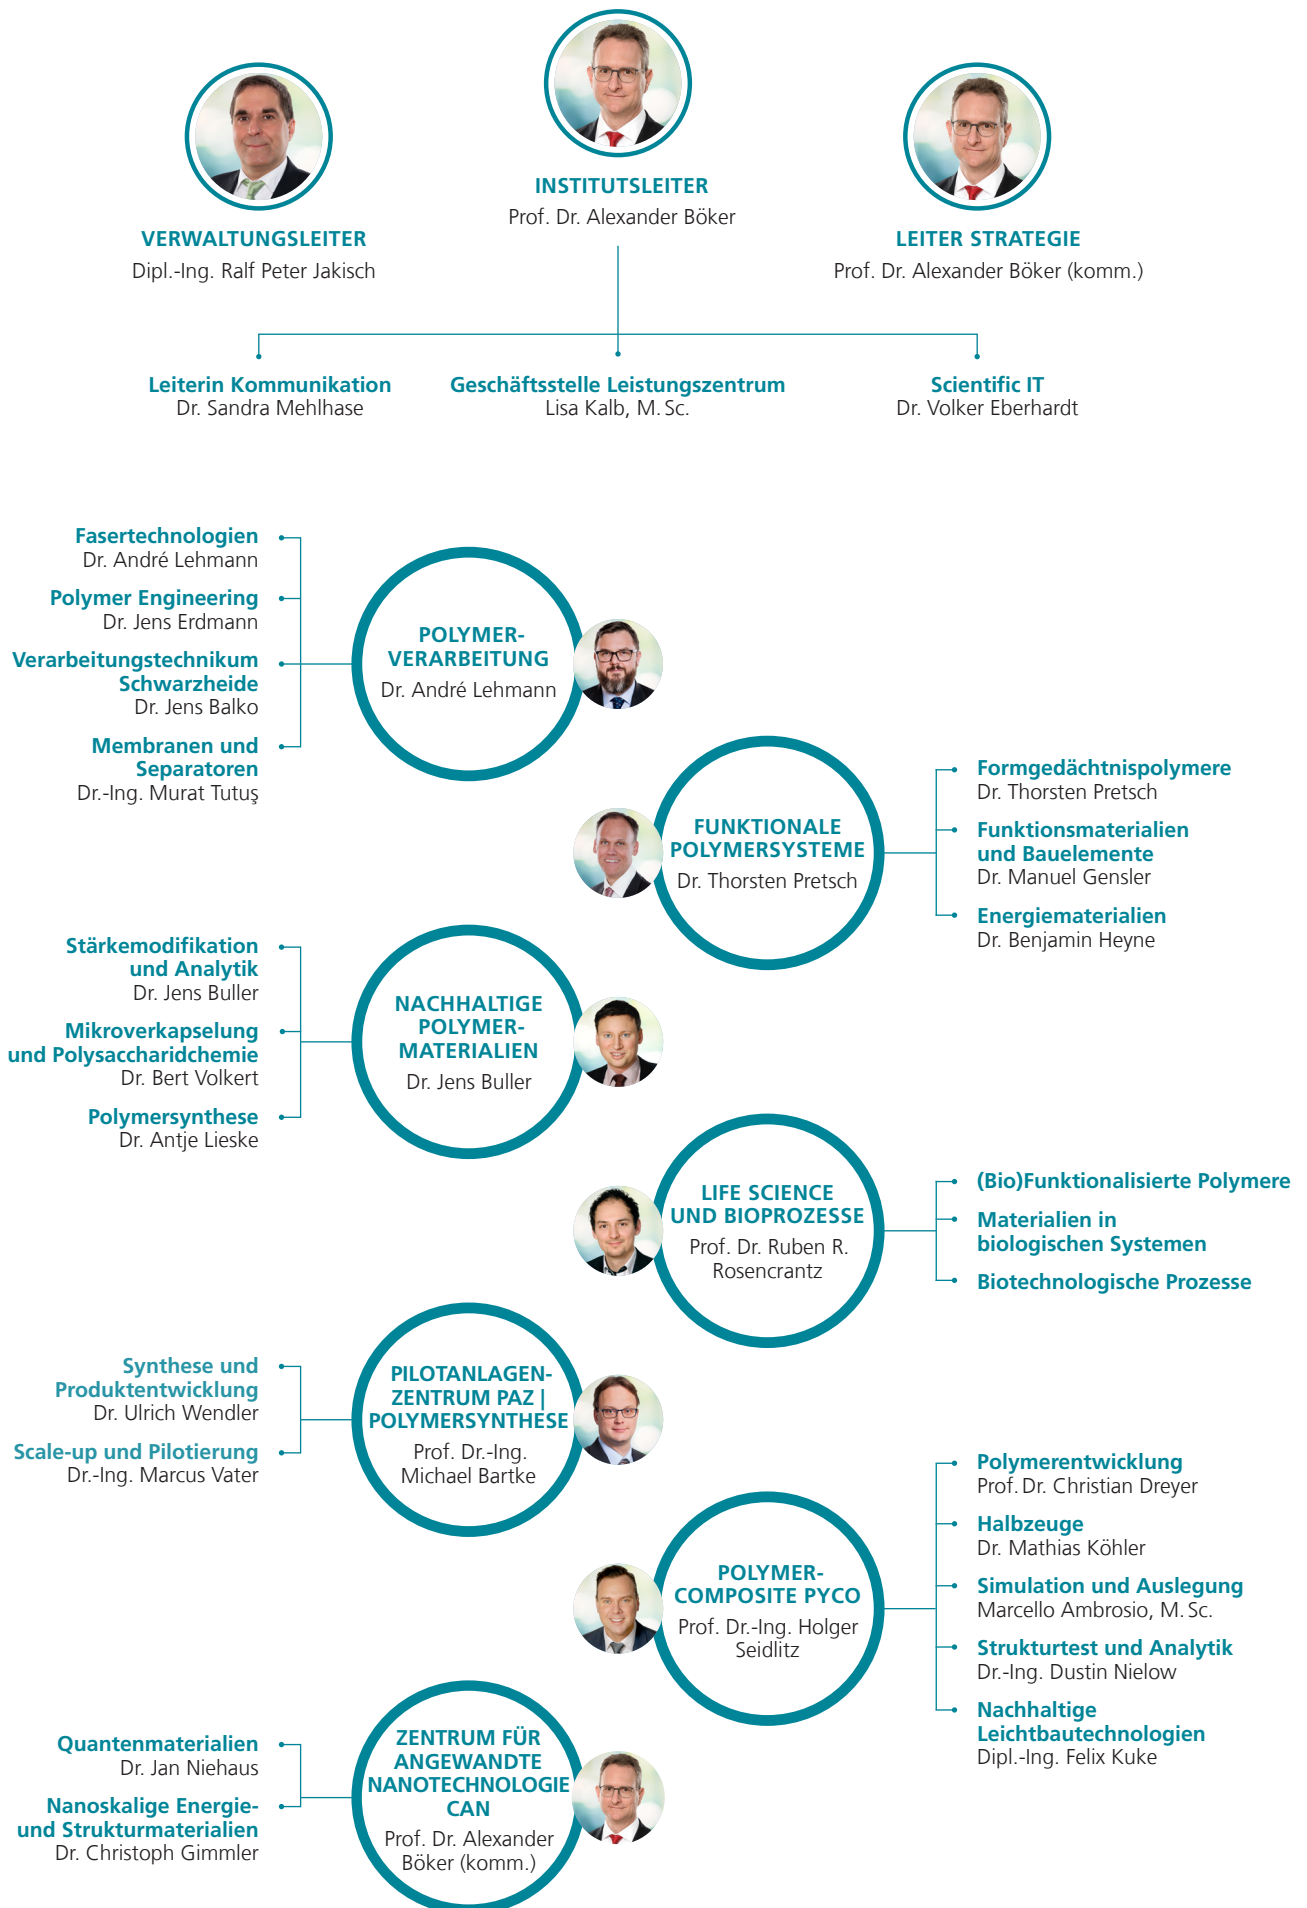 INSTITUTSLEITER
Prof. Dr. Alexander Böker
VERWALTUNGSLEITER
Dipl.-Ing. Ralf Peter Jakisch
LEITER STRATEGIE
Prof. Dr. Alexander Böker (komm.)
Leiterin Kommunikation
Dr. Sandra Mehlhase
Geschäftsstelle Leistungszentrum
Lisa Kalb, M. Sc.
Scientific IT
Dr. Volker Eberhardt
Fasertechnologien
Dr. André Lehmann
Polymer Engineering
Dr. Jens Erdmann
Verarbeitungstechnikum
Schwarzheide
Dr. Jens Balko
Membranen und
Separatoren
Dr.-Ing. Murat Tutuş
POLYMER-
VERARBEITUNG
Dr. André Lehmann
FUNKTIONALE
POLYMERSYSTEME
Dr. Thorsten Pretsch
Formgedächtnispolymere
Dr. Thorsten Pretsch
Funktionsmaterialien
und Bauelemente
Dr. Manuel Gensler
Energiematerialien
Dr. Benjamin Heyne
Stärkemodifikation
und Analytik
Dr. Jens Buller
Mikroverkapselung
und Polysaccharidchemie
Dr. Bert Volkert
Polymersynthese
Dr. Antje Lieske
NACHHALTIGE
POLYMER-
MATERIALIEN
Dr. Jens Buller
LIFE SCIENCE
UND BIOPROZESSE
Prof. Dr. Ruben R.
Rosencrantz
(Bio)Funktionalisierte Polymere
Materialien in
biologischen Systemen
Biotechnologische Prozesse
Synthese und
Produktentwicklung
Dr. Ulrich Wendler
Scale-up und Pilotierung
Dr.-Ing. Marcus Vater
PILOTANLAGEN-
ZENTRUM PAZ |
POLYMERSYNTHESE
Prof. Dr.-Ing.
Michael Bartke
POLYMER-
COMPOSITE PYCO
Prof. Dr.-Ing. Holger
Seidlitz
Polymerentwicklung
Prof. Dr. Christian Dreyer
Halbzeuge
Dr. Mathias Köhler
Simulation und Auslegung
Marcello Ambrosio, M. Sc.
Strukturtest und Analytik
Dr.-Ing. Dustin Nielow
Nachhaltige
Leichtbautechnologien
Dipl.-Ing. Felix Kuke
Quantenmaterialien
Dr. Jan Niehaus
Nanoskalige Energie-
und Strukturmaterialien
Dr. Christoph Gimmler
ZENTRUM FÜR
ANGEWANDTE
NANOTECHNOLOGIE
CAN
Prof. Dr. Alexander
Böker (komm.)